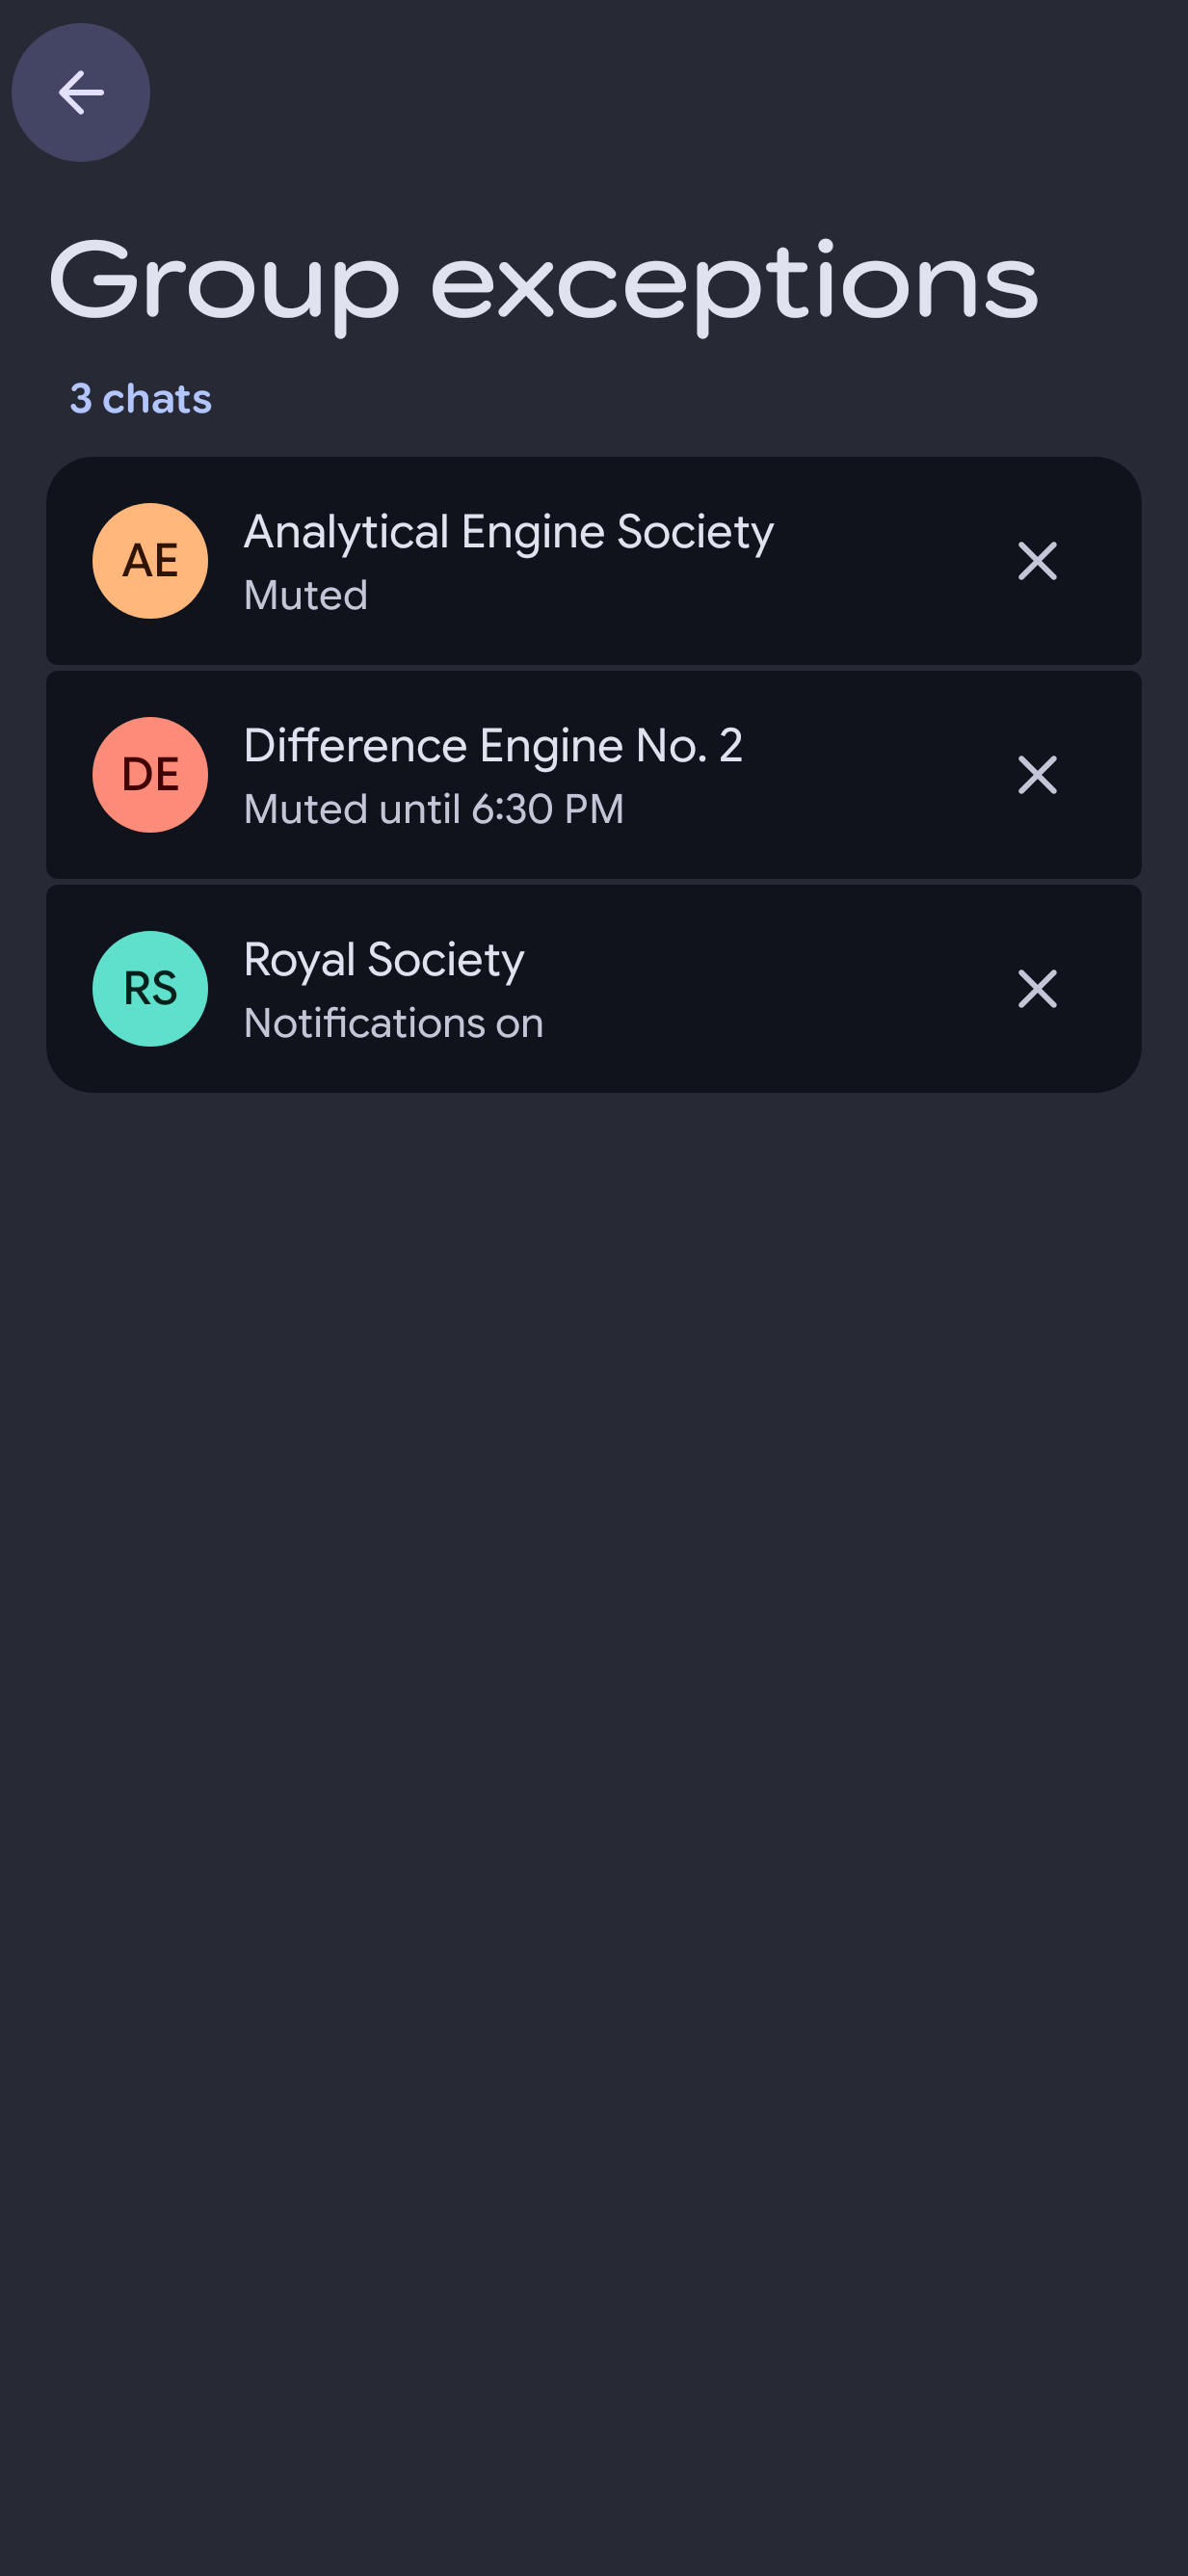 Group exceptions
3 chats
AE
Analytical Engine Society
Muted
DE
Difference Engine No. 2
Muted until 6:30 PM
RS
Royal Society
Notifications on